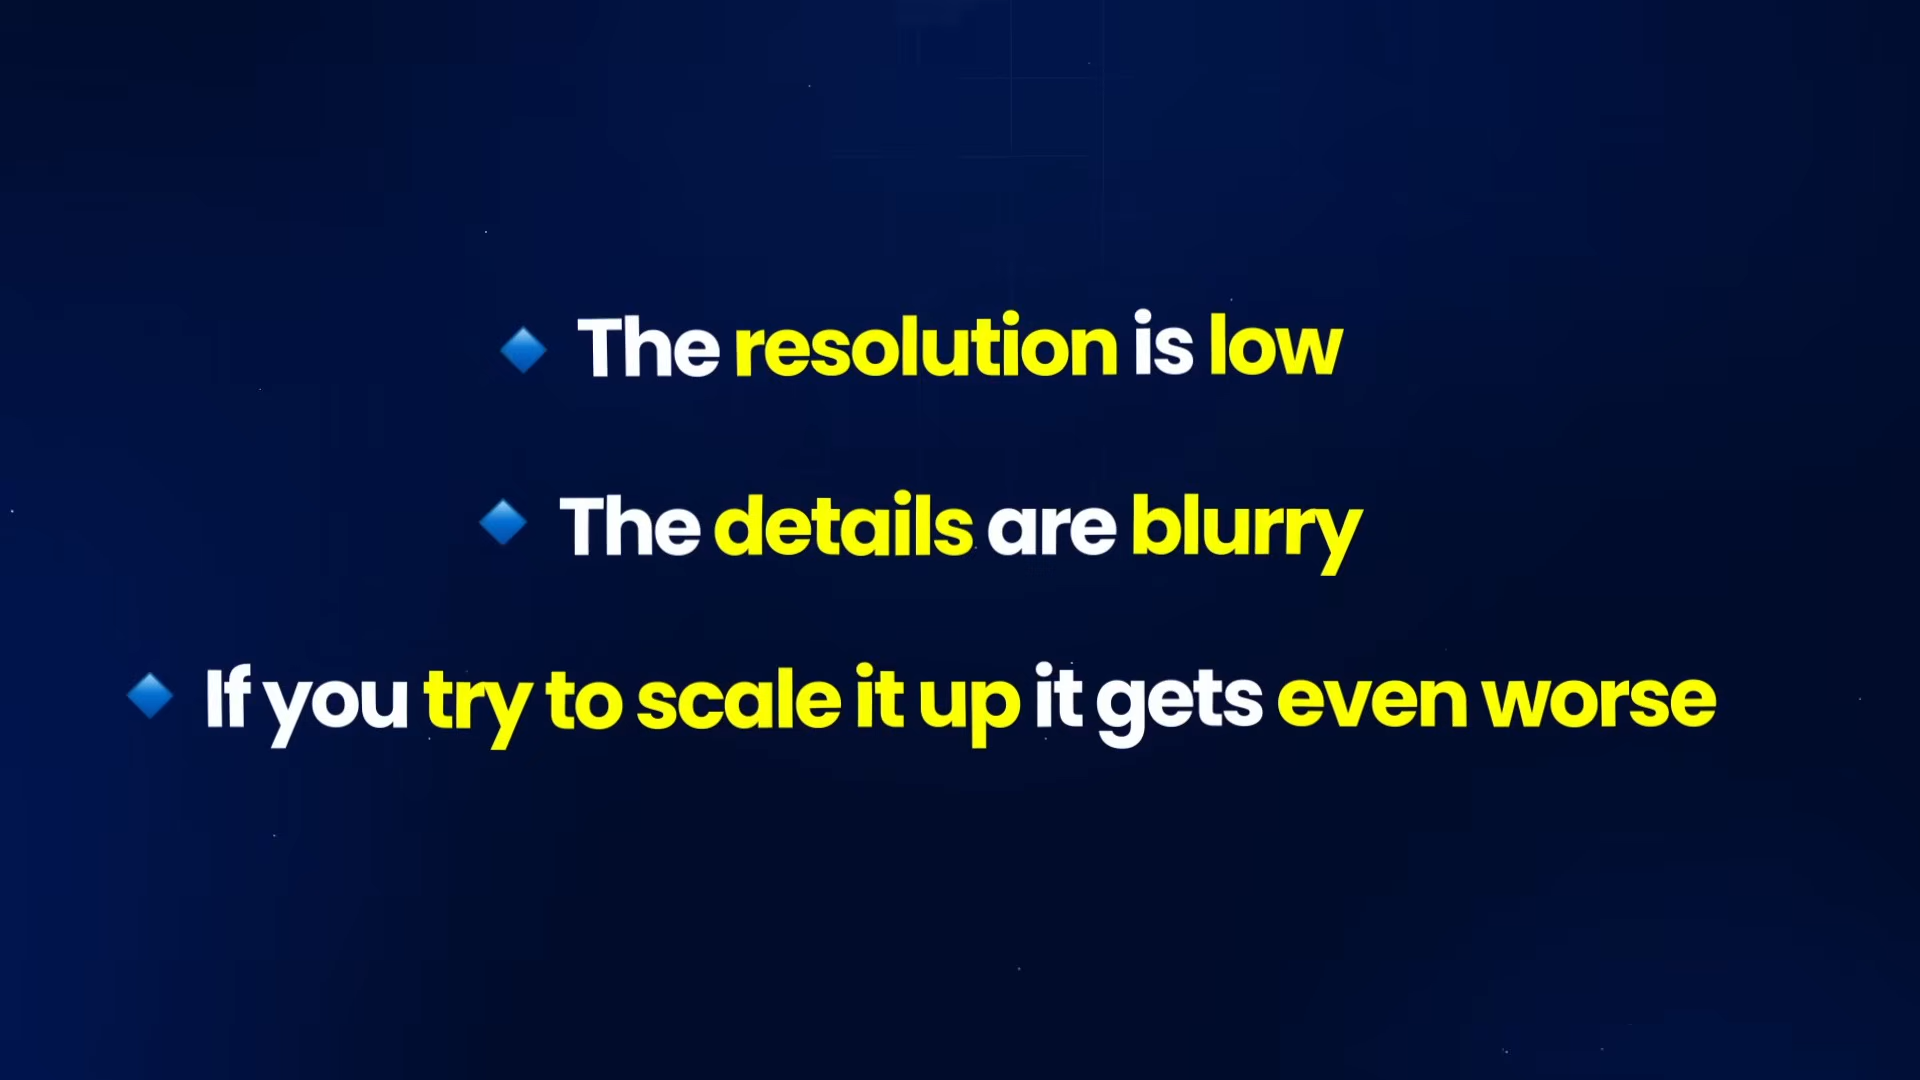 The resolution is low
The details are blurry
If you try to scale it up it gets even worse